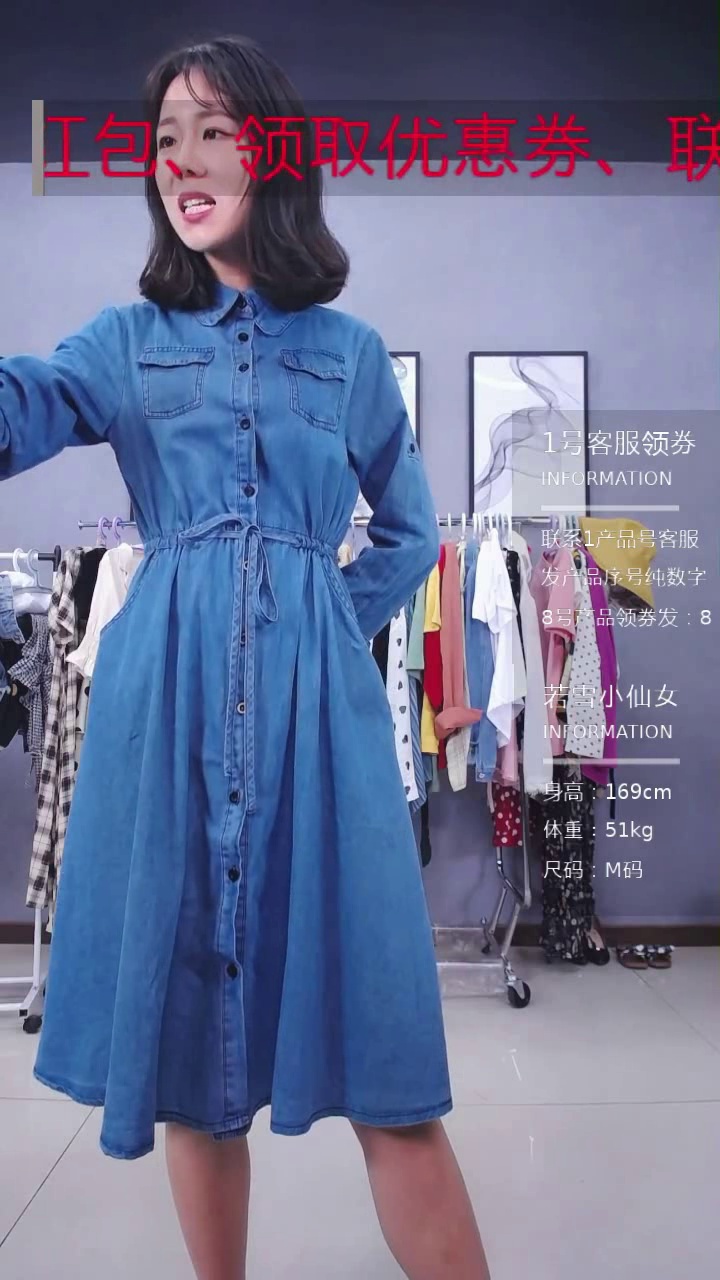 红包、领取优惠券、联
1号客服领券
INFORMATION
联系1产品号客服
发产品序号纯数字
8号产品领券发：8
若雪小仙女
INFORMATION
身高：169cm
体重：51kg
尺码：M码